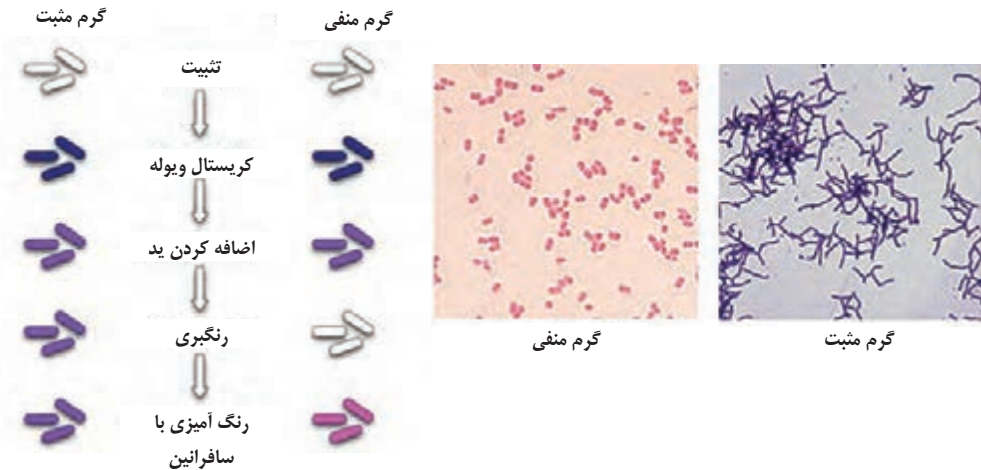 گرم مثبت
گرم منفی
تثبیت
کریستال ویوله
اضافه کردن ید
رنگبری
رنگ آمیزی با
سافرانین
گرم مثبت
گرم منفی